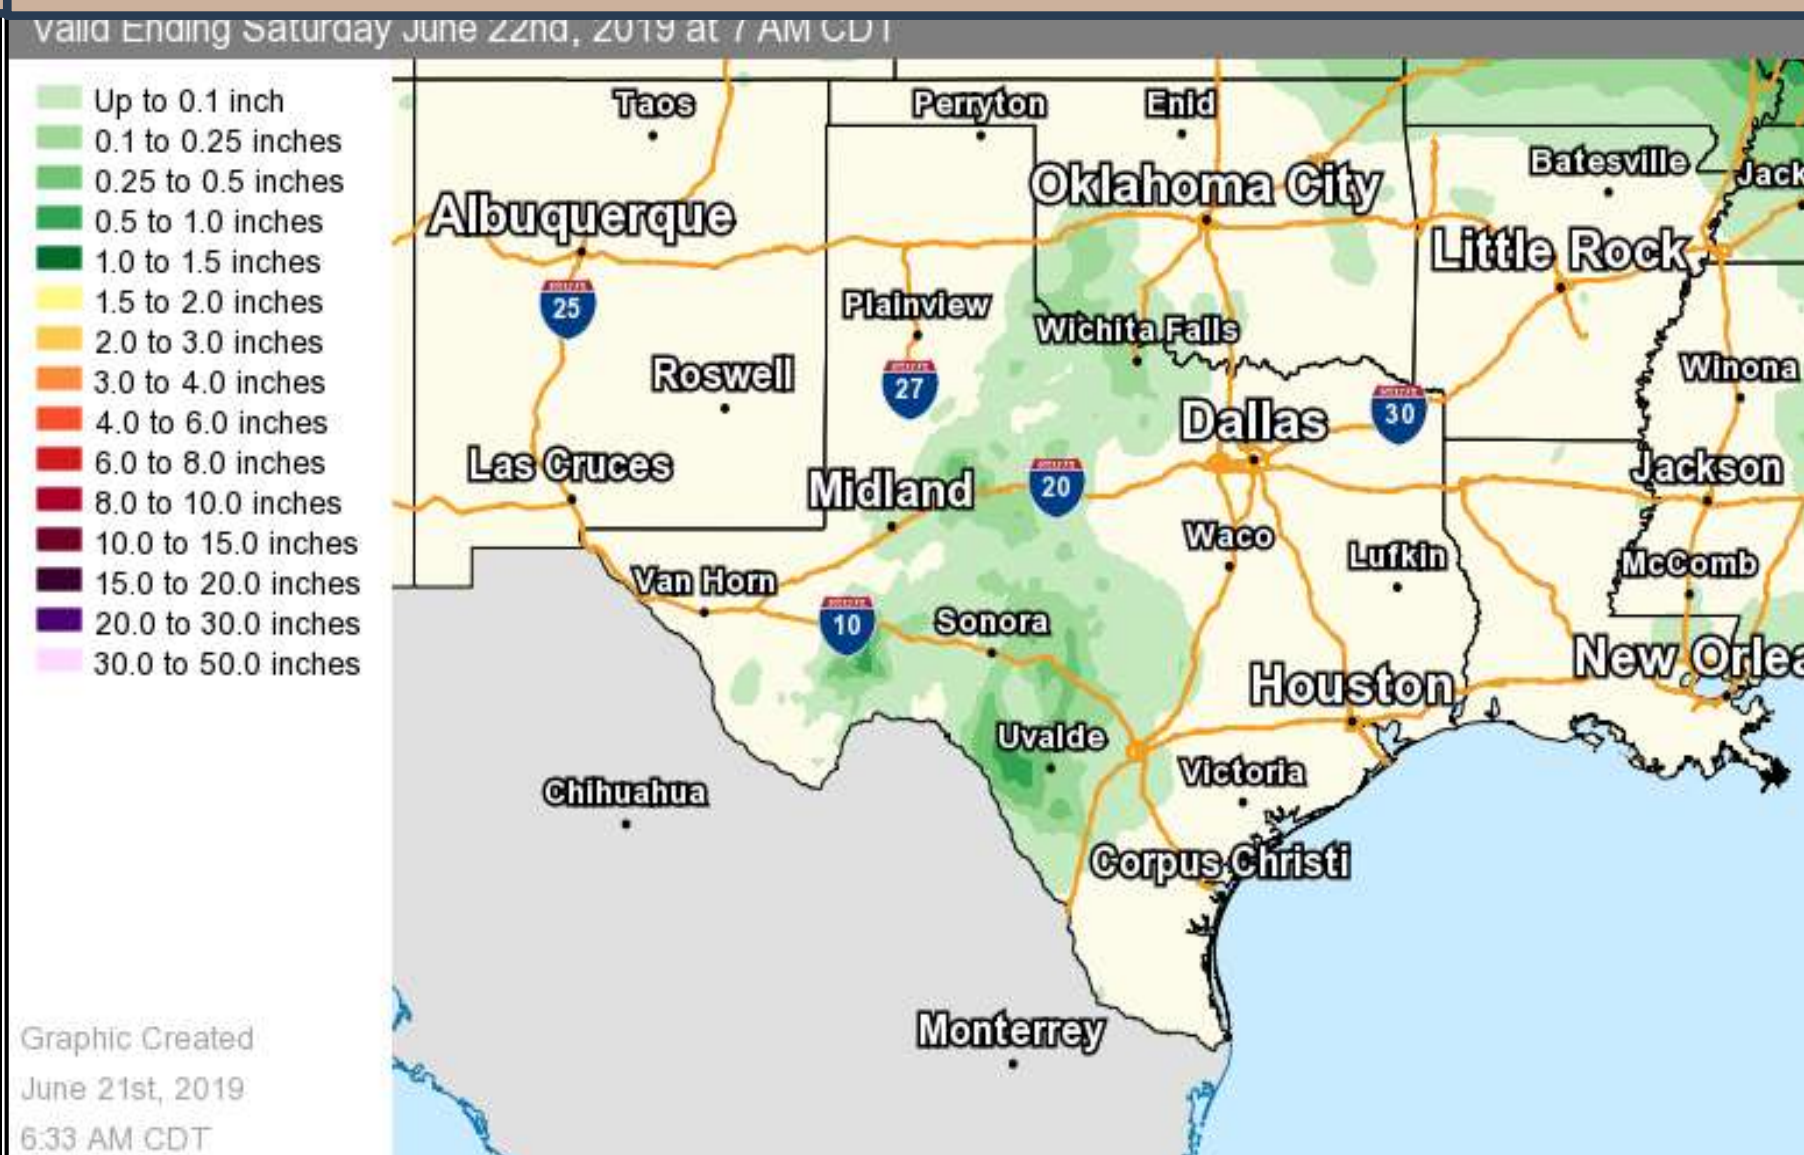 Valid Ending Saturday June 22nd, 2019 at 7 AM CDT
Up to 0.1 inch
0.1 to 0.25 inches
0.25 to 0.5 inches
0.5 to 1.0 inches
1.0 to 1.5 inches
1.5 to 2.0 inches
2.0 to 3.0 inches
3.0 to 4.0 inches
4.0 to 6.0 inches
6.0 to 8.0 inches
8.0 to 10.0 inches
10.0 to 15.0 inches
15.0 to 20.0 inches
20.0 to 30.0 inches
30.0 to 50.0 inches
Graphic Created
June 21st, 2019
6:33 AM CDT
Taos
Perryton
Enid
Batesville
Jack
Oklahoma City
Albuquerque
Little Rock
25
Plainview
Wichita Falls
Roswell
27
Winona
30
Dallas
Las Cruces
Midland
20
Jackson
Waco
Lufkin
McComb
Van Horn
10
Sonora
New Orlea
Houston
Uvalde
Victoria
Chihuahua
Corpus Christi
Monterrey